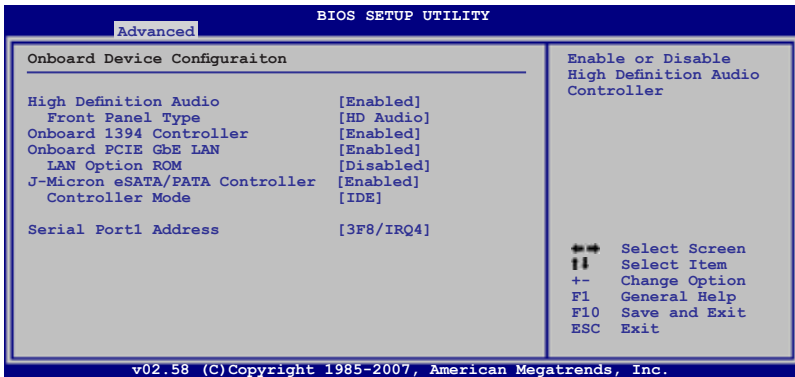 BIOS SETUP UTILITY
Advanced
Onboard Device Configuraiton
High Definition Audio [Enabled]
Front Panel Type [HD Audio]
Onboard 1394 Controller [Enabled]
Onboard PCIE GbE LAN [Enabled]
LAN Option ROM [Disabled]
J-Micron eSATA/PATA Controller [Enabled]
Controller Mode [IDE]
Serial Port1 Address [3F8/IRQ4]
Enable or Disable
High Definition Audio
Controller
←→ Select Screen
↑↓ Select Item
+- Change Option
F1 General Help
F10 Save and Exit
ESC Exit
v02.58 (C)Copyright 1985-2007, American Megatrends, Inc.